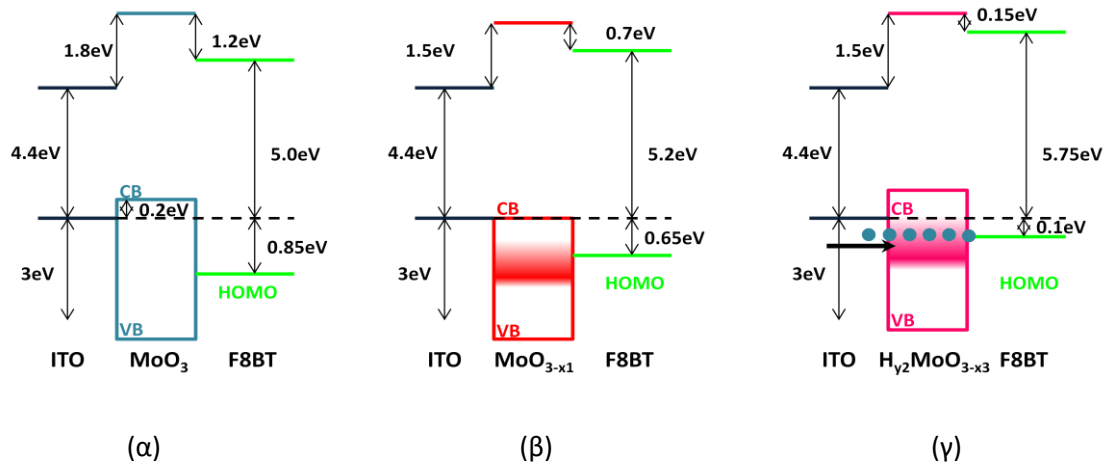 1.8eV
1.2eV
4.4eV
5.0eV
CB
0.2eV
0.85eV
3eV
HOMO
VB
ITO MoO₃ F8BT
(α)
1.5eV
0.7eV
4.4eV
5.2eV
CB
0.65eV
3eV
HOMO
VB
ITO MoO₃₋ₓ₁ F8BT
(β)
0.15eV
1.5eV
4.4eV
5.75eV
CB
0.1eV
3eV
HOMO
VB
ITO Hᵧ₂MoO₃₋ₓ₃ F8BT
(γ)